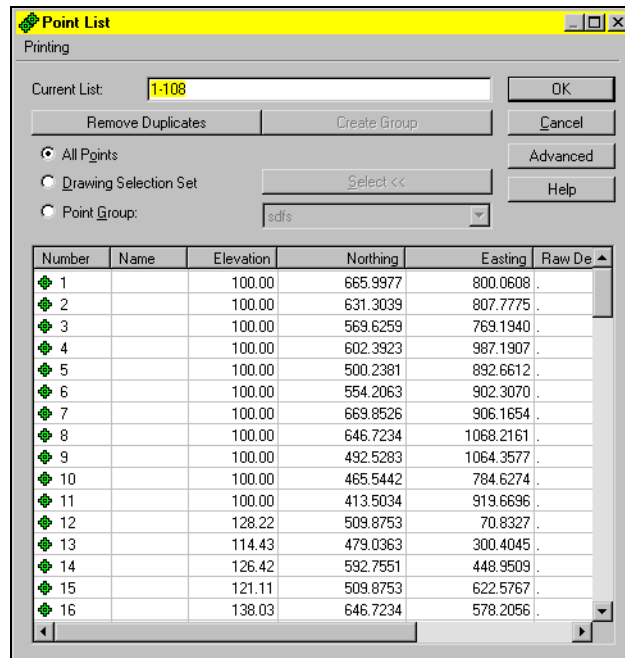 Point List
Printing
Current List: 1-108 OK
Remove Duplicates Create Group Cancel
All Points Advanced
Drawing Selection Set Select << Help
Point Group: sdfs
Number Name Elevation Northing Easting Raw De
1 100.00 665.9977 800.0608 .
2 100.00 631.3039 807.7775 .
3 100.00 569.6259 769.1940 .
4 100.00 602.3923 987.1907 .
5 100.00 500.2381 892.6612 .
6 100.00 554.2063 902.3070 .
7 100.00 669.8526 906.1654 .
8 100.00 646.7234 1068.2161 .
9 100.00 492.5283 1064.3577 .
10 100.00 465.5442 784.6274 .
11 100.00 413.5034 919.6696 .
12 128.22 509.8753 70.8327 .
13 114.43 479.0363 300.4045 .
14 126.42 592.7551 448.9509 .
15 121.11 509.8753 622.5767 .
16 138.03 646.7234 578.2056 .